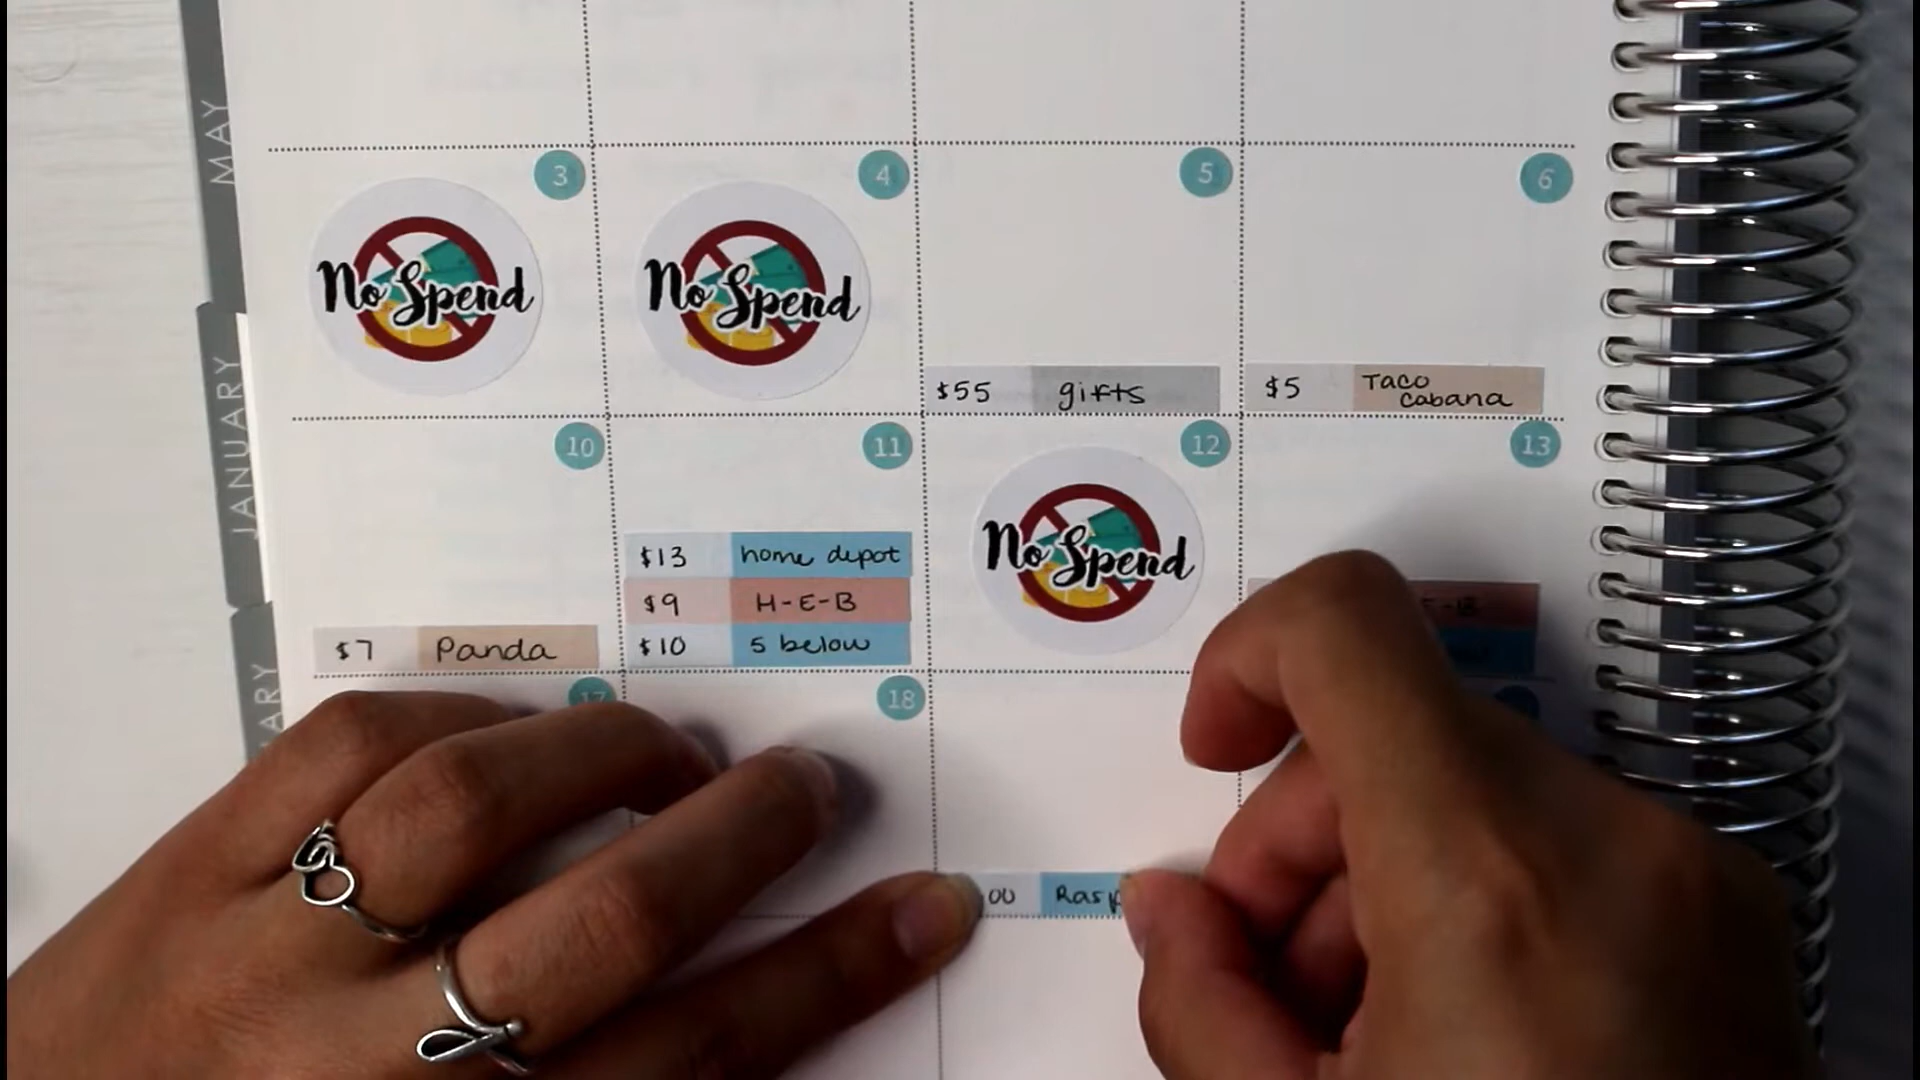 MAY
3
4
5
6
No Spend
No Spend
$55 gifts
$5 Taco
Cabana
JANUARY
10
11
12
13
No Spend
$13 home depot
$9 H-E-B
$10 5 below
$7 Panda
17
18